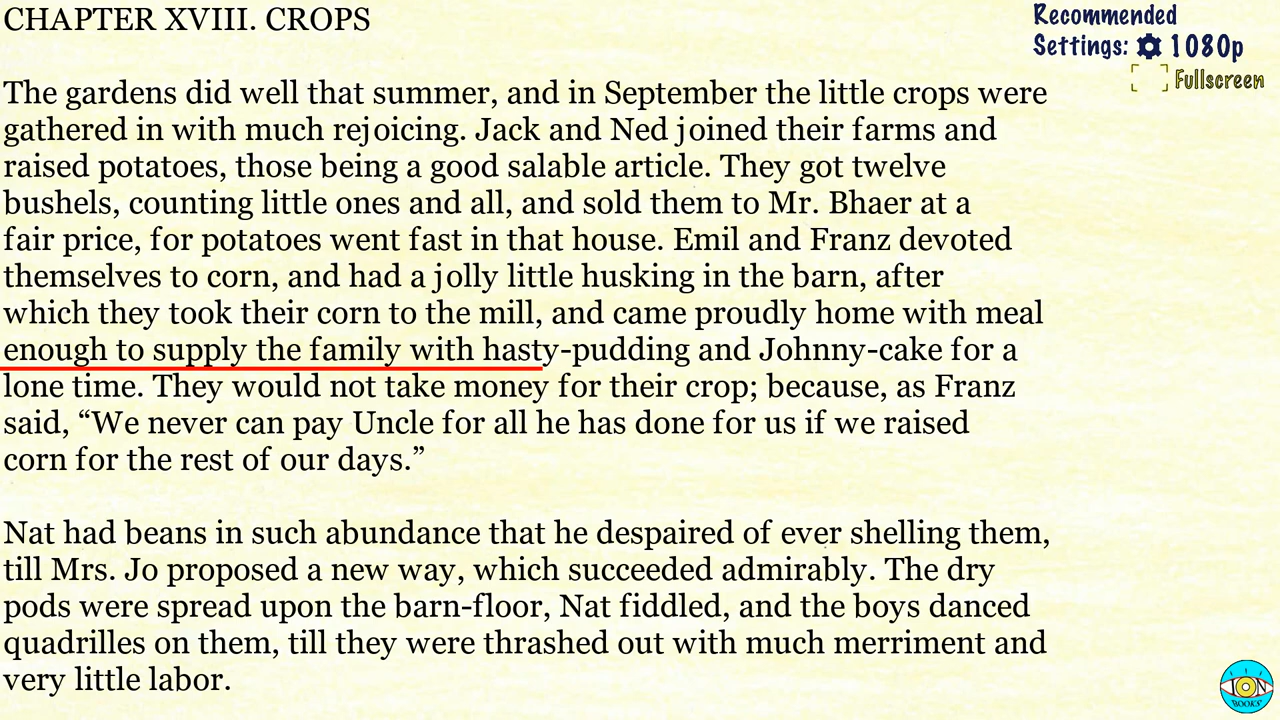 CHAPTER XVIII. CROPS
Recommended
Settings: 1080p
Fullscreen
The gardens did well that summer, and in September the little crops were
gathered in with much rejoicing. Jack and Ned joined their farms and
raised potatoes, those being a good salable article. They got twelve
bushels, counting little ones and all, and sold them to Mr. Bhaer at a
fair price, for potatoes went fast in that house. Emil and Franz devoted
themselves to corn, and had a jolly little husking in the barn, after
which they took their corn to the mill, and came proudly home with meal
enough to supply the family with hasty-pudding and Johnny-cake for a
lone time. They would not take money for their crop; because, as Franz
said, “We never can pay Uncle for all he has done for us if we raised
corn for the rest of our days.”
Nat had beans in such abundance that he despaired of ever shelling them,
till Mrs. Jo proposed a new way, which succeeded admirably. The dry
pods were spread upon the barn-floor, Nat fiddled, and the boys danced
quadrilles on them, till they were thrashed out with much merriment and
very little labor.
ION
BOOKS